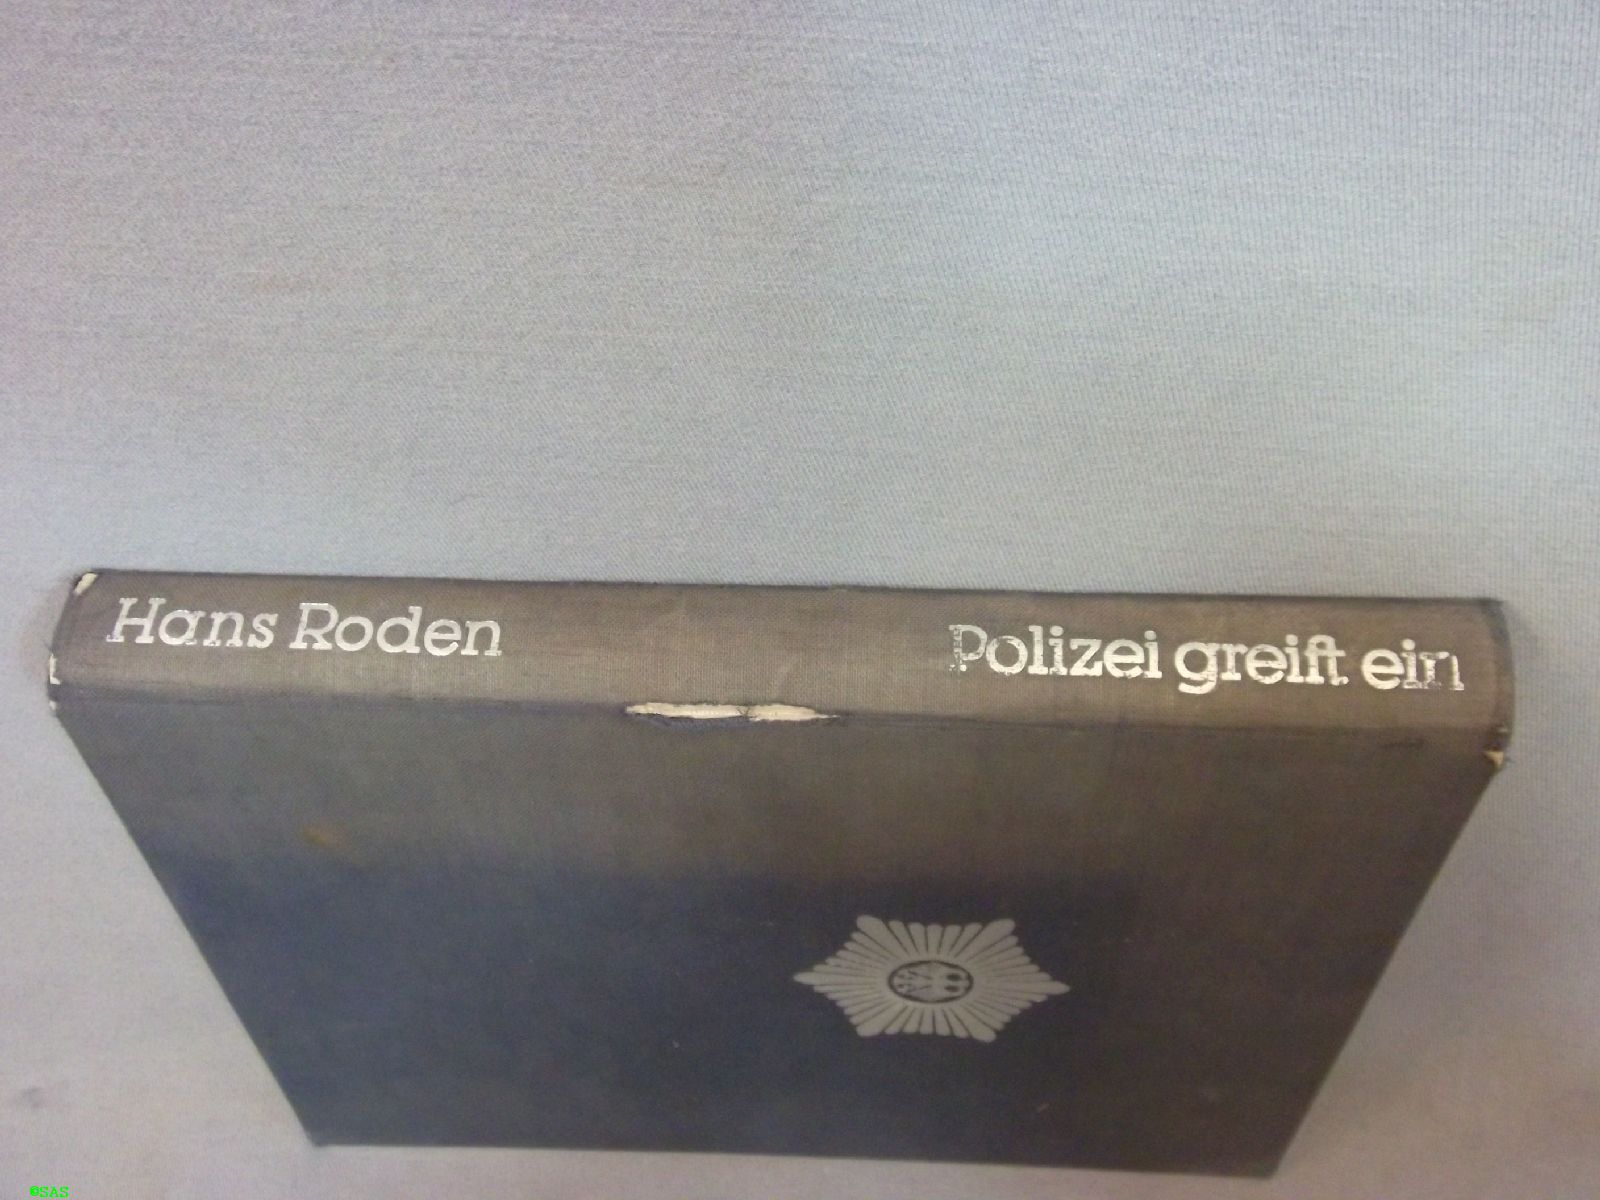 Hans Roden
Polizei greift ein
©SAS